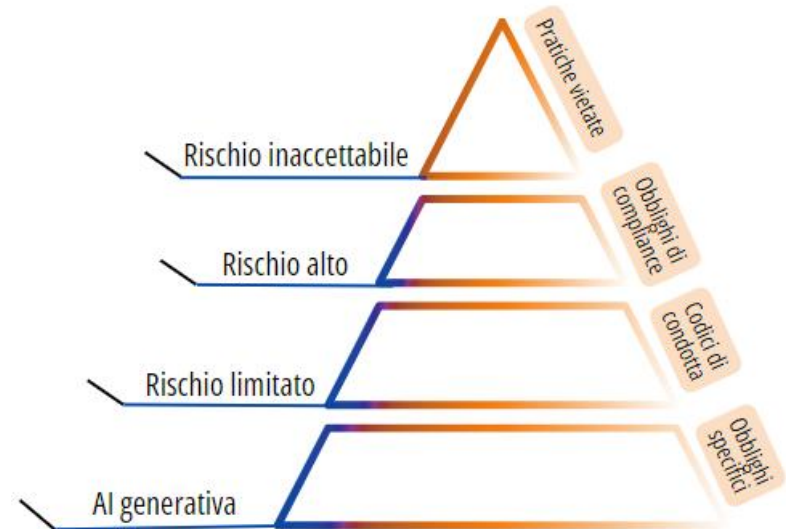 Pratiche vietate
Rischio inaccettabile
Obblighi di
compliance
Rischio alto
Codici di
condotta
Rischio limitato
Obblighi
specifici
AI generativa